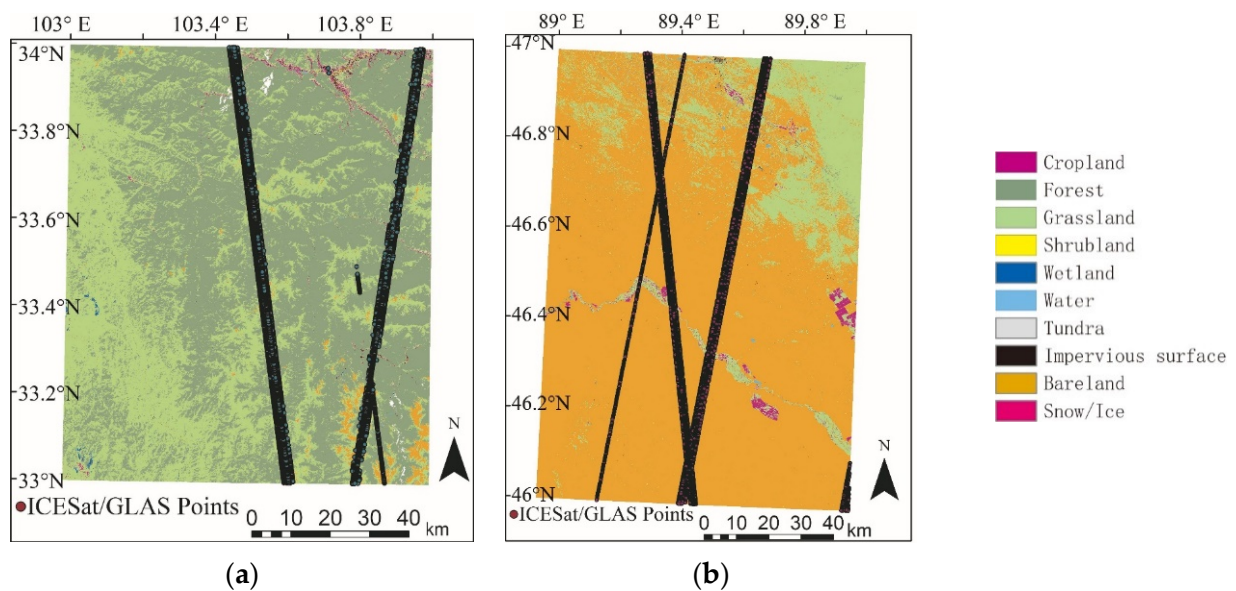 103° E 103.4° E 103.8° E
34°N
33.8°N
33.6°N
33.4°N
33.2°N
33°N
N
ICESat/GLAS Points
0 10 20 30 40
km
(a)
89° E 89.4° E 89.8° E
47°N
46.8°N
46.6°N
46.4°N
46.2°N
46°N
N
ICESat/GLAS Points
0 10 20 30 40
km
(b)
Cropland
Forest
Grassland
Shrubland
Wetland
Water
Tundra
Impervious surface
Bareland
Snow/Ice